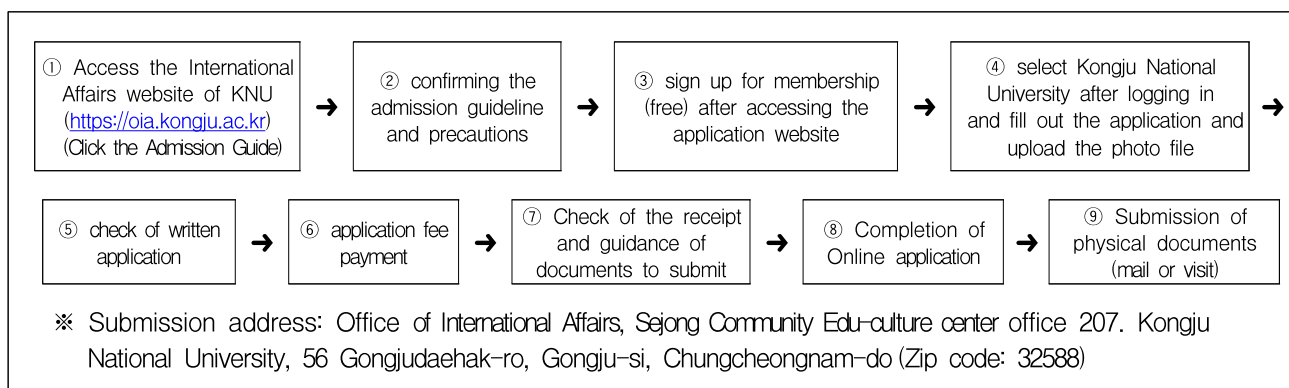 ① Access the International
Affairs website of KNU
(https://oia.kongju.ac.kr)
(Click the Admission Guide)
➜
② confirming the
admission guideline
and precautions
➜
③ sign up for membership
(free) after accessing the
application website
➜
④ select Kongju National
University after logging in
and fill out the application and
upload the photo file
➜
⑤ check of written
application
➜
⑥ application fee
payment
➜
⑦ Check of the receipt
and guidance of
documents to submit
➜
⑧ Completion of
Online application
➜
⑨ Submission of
physical documents
(mail or visit)
※ Submission address: Office of International Affairs, Sejong Community Edu-culture center office 207. Kongju
National University, 56 Gongjudaehak-ro, Gongju-si, Chungcheongnam-do (Zip code: 32588)